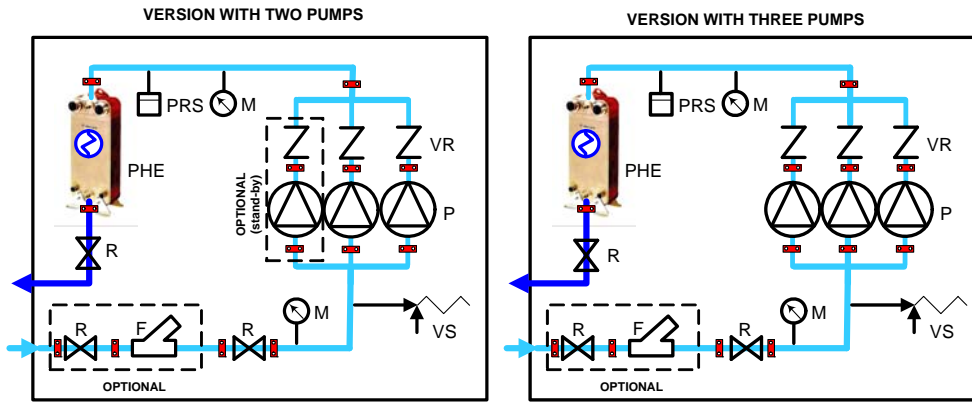 VERSION WITH TWO PUMPS
PRS
M
VR
PHE
OPTIONAL
(stand-by)
P
R
M
VS
R
F
R
OPTIONAL
VERSION WITH THREE PUMPS
PRS
M
VR
PHE
P
R
M
VS
R
F
R
OPTIONAL